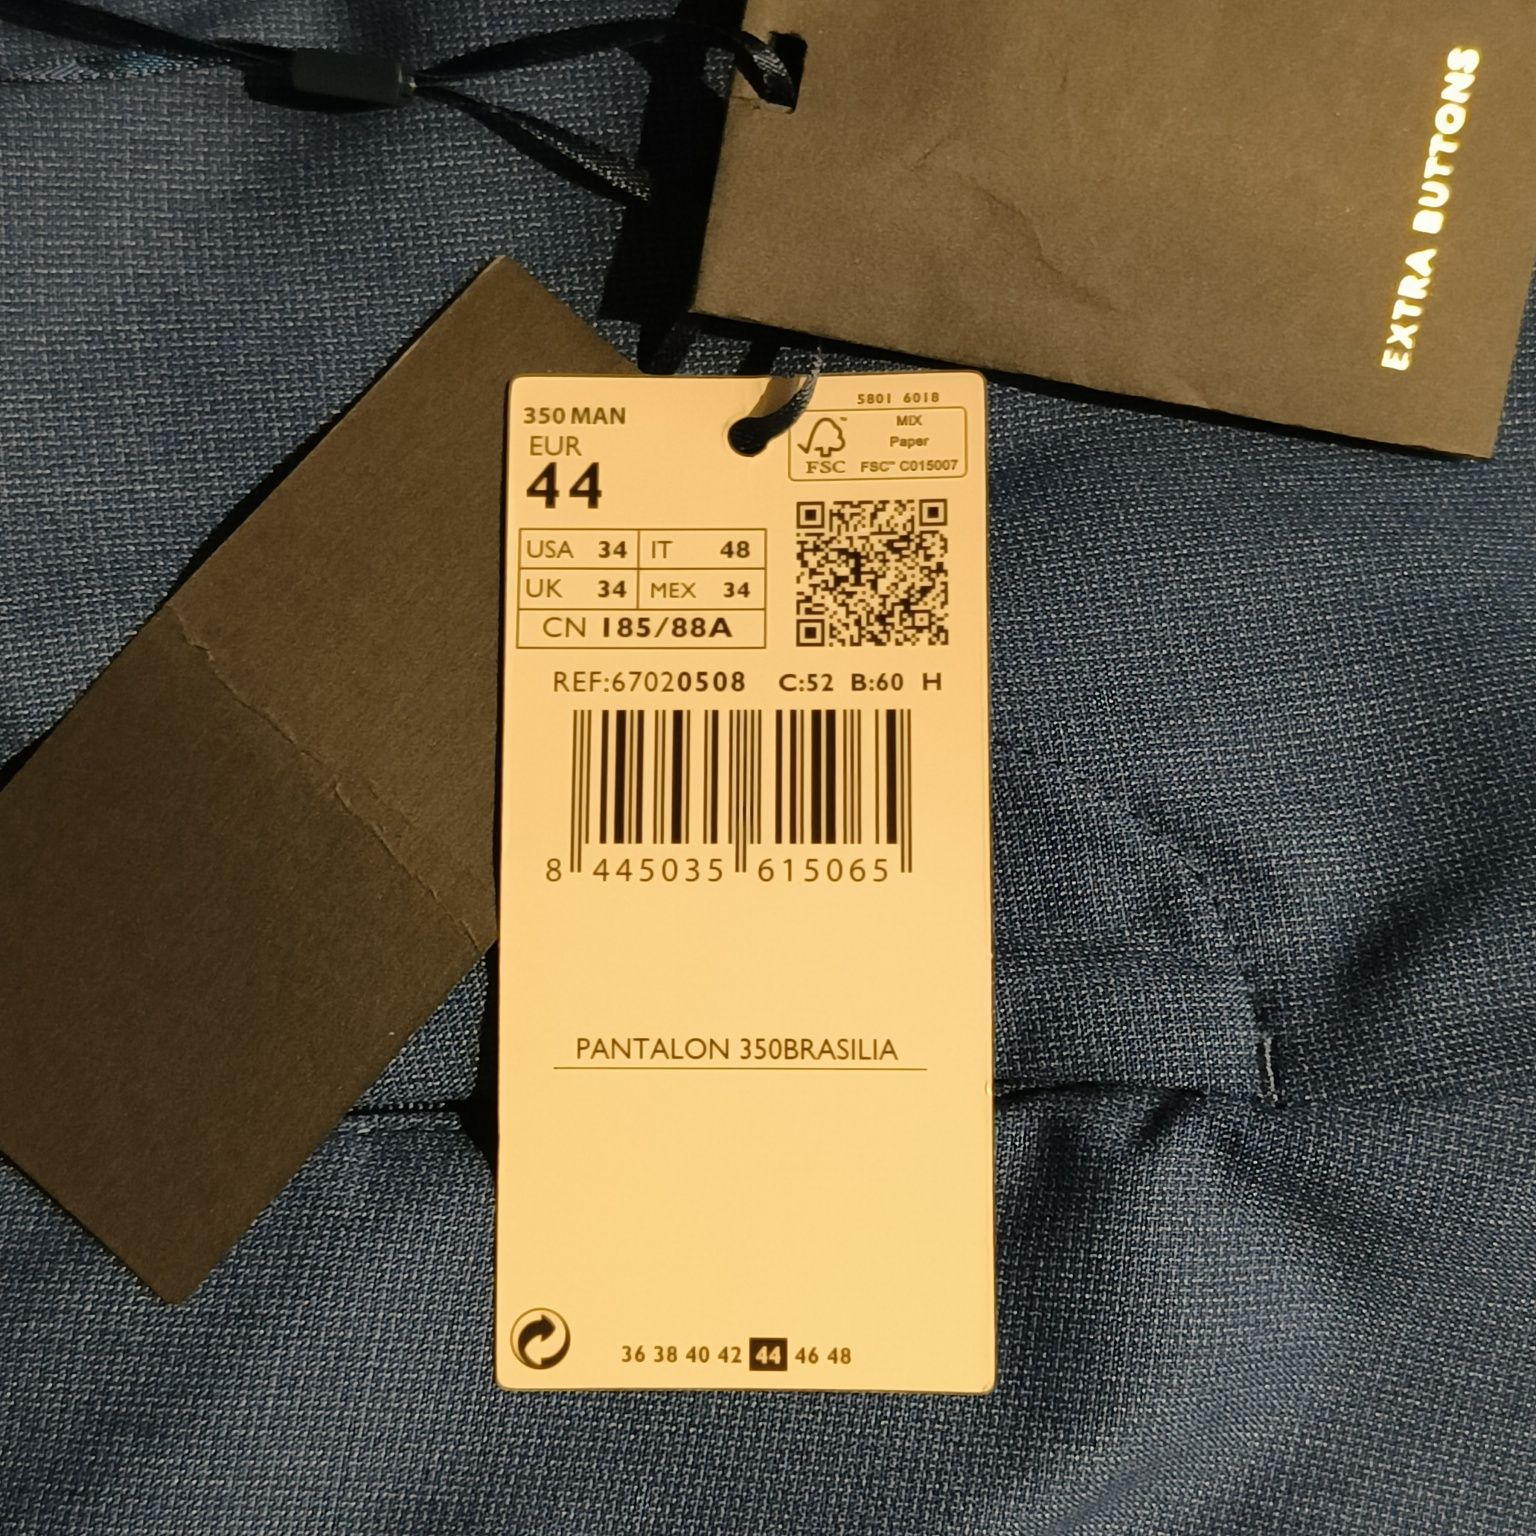 EXTRA BUTTONS
350 MAN
EUR
44
5801 6018
MIX
Paper
FSC
FSC™ C015007
USA 34 IT 48
UK 34 MEX 34
CN 185/88A
REF:67020508 C:52 B:60 H
8 445035 615065
PANTALON 350BRASILIA
36 38 40 42 44 46 48